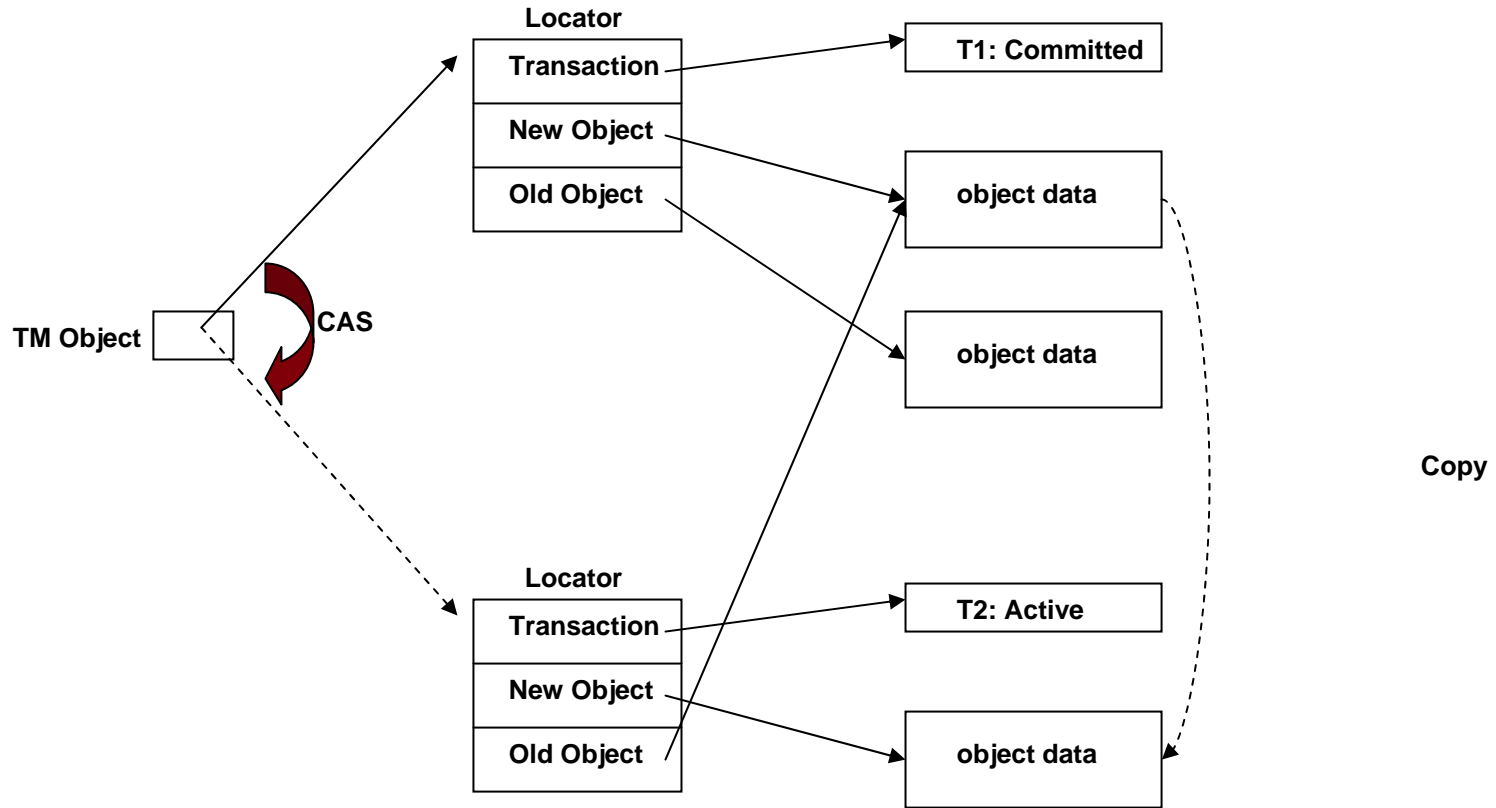 Locator
Transaction
New Object
Old Object
T1: Committed
object data
object data
TM Object
CAS
Copy
Locator
Transaction
New Object
Old Object
T2: Active
object data